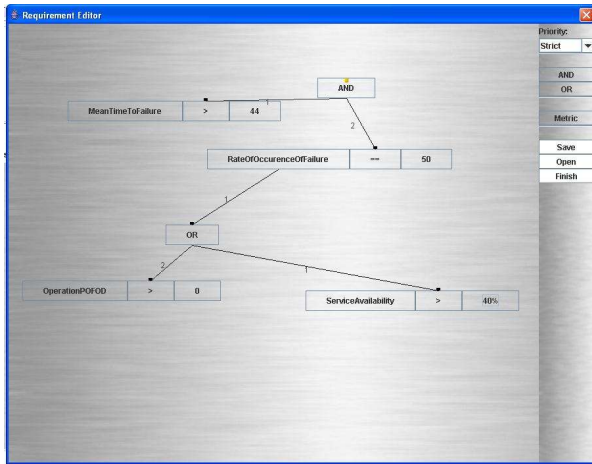 Requirement Editor
Priority:
Strict
AND
OR
Metric
Save
Open
Finish
AND
1
MeanTimeToFailure > 44
2
RateOfOccurenceOfFailure == 50
1
OR
2
1
OperationPOFOD > 0
ServiceAvailability > 40%